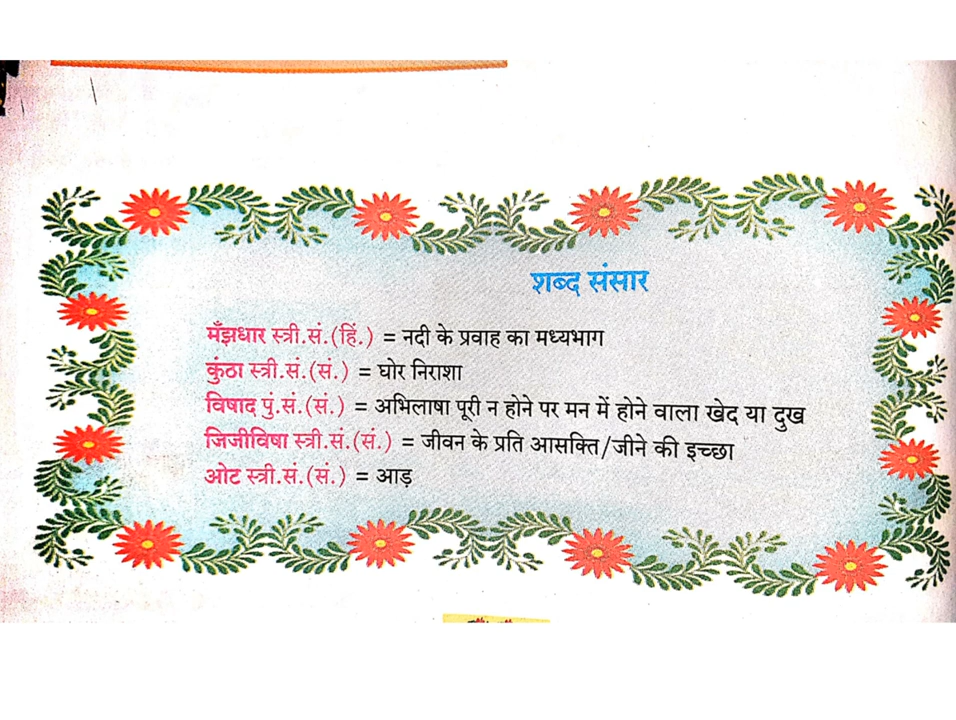 शब्द संसार
मँझधार स्त्री.सं.(हिं.) = नदी के प्रवाह का मध्यभाग
कुंठा स्त्री.सं.(सं.) = घोर निराशा
विषाद पुं.सं.(सं.) = अभिलाषा पूरी न होने पर मन में होने वाला खेद या दुख
जिजीविषा स्त्री.सं.(सं.) = जीवन के प्रति आसक्ति/जीने की इच्छा
ओट स्त्री.सं.(सं.) = आड़